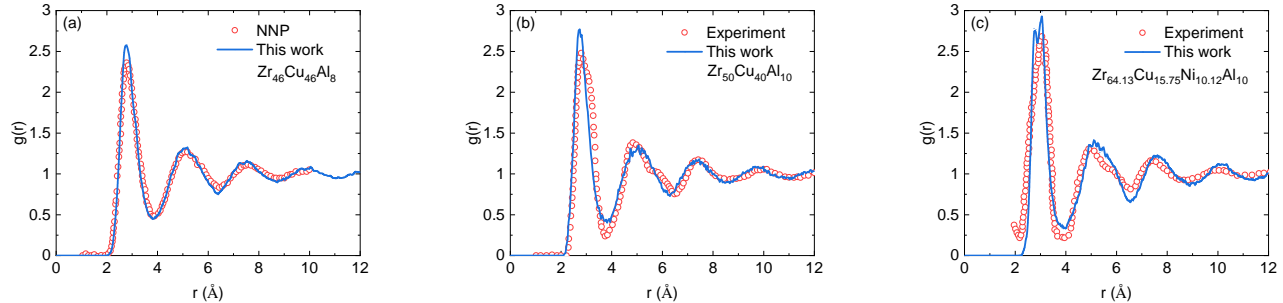 (a)
NNP
This work
Zr46Cu46Al8
g(r)
3
2.5
2
1.5
1
0.5
0
0 2 4 6 8 10 12
r (Å)
(b)
Experiment
This work
Zr50Cu40Al10
g(r)
3
2.5
2
1.5
1
0.5
0
0 2 4 6 8 10 12
r (Å)
(c)
Experiment
This work
Zr64.13Cu15.75Ni10.12Al10
g(r)
3
2.5
2
1.5
1
0.5
0
0 2 4 6 8 10 12
r (Å)